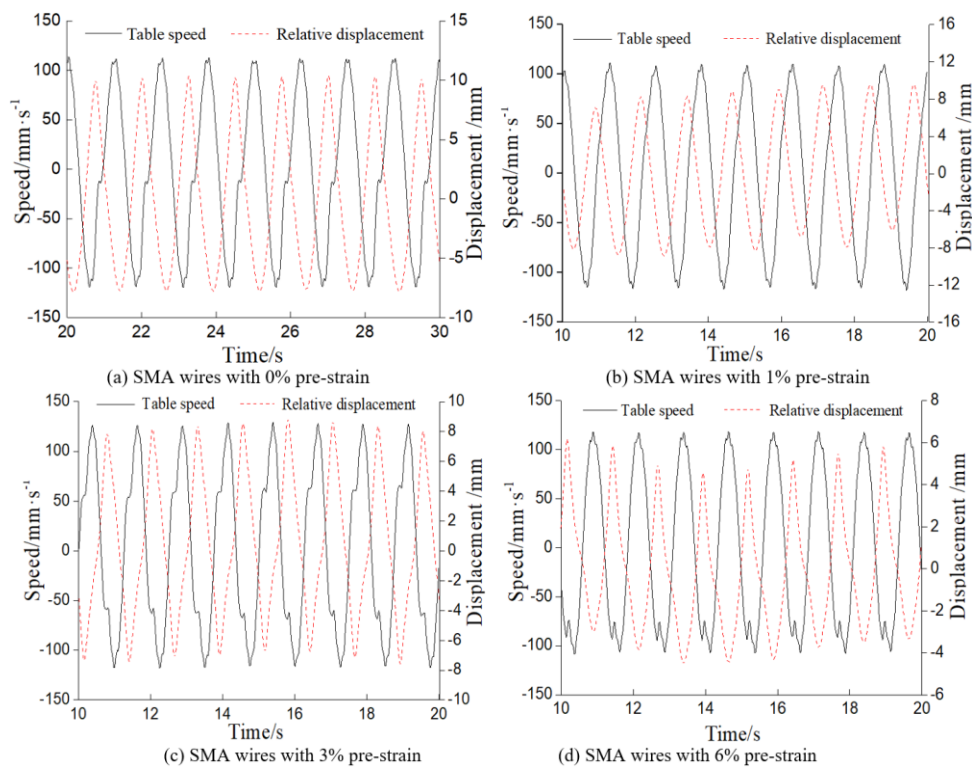 Table speed Relative displacement
Speed/mm·s⁻¹
150
100
50
0
-50
-100
-150
15
10
5
0
-5
-10
Displacement /mm
20 22 24 26 28 30
Time/s
(a) SMA wires with 0% pre-strain
Table speed Relative displacement
Speed/mm·s⁻¹
150
100
50
0
-50
-100
-150
16
12
8
4
0
-4
-8
-12
-16
Displacement /mm
10 12 14 16 18 20
Time/s
(b) SMA wires with 1% pre-strain
Table speed Relative displacement
Speed/mm·s⁻¹
150
100
50
0
-50
-100
-150
10
8
6
4
2
0
-2
-4
-6
-8
-10
Displacement /mm
10 12 14 16 18 20
Time/s
(c) SMA wires with 3% pre-strain
Table speed Relative displacement
Speed/mm·s⁻¹
150
100
50
0
-50
-100
-150
8
6
4
2
0
-2
-4
-6
Displacement /mm
10 12 14 16 18 20
Time/s
(d) SMA wires with 6% pre-strain